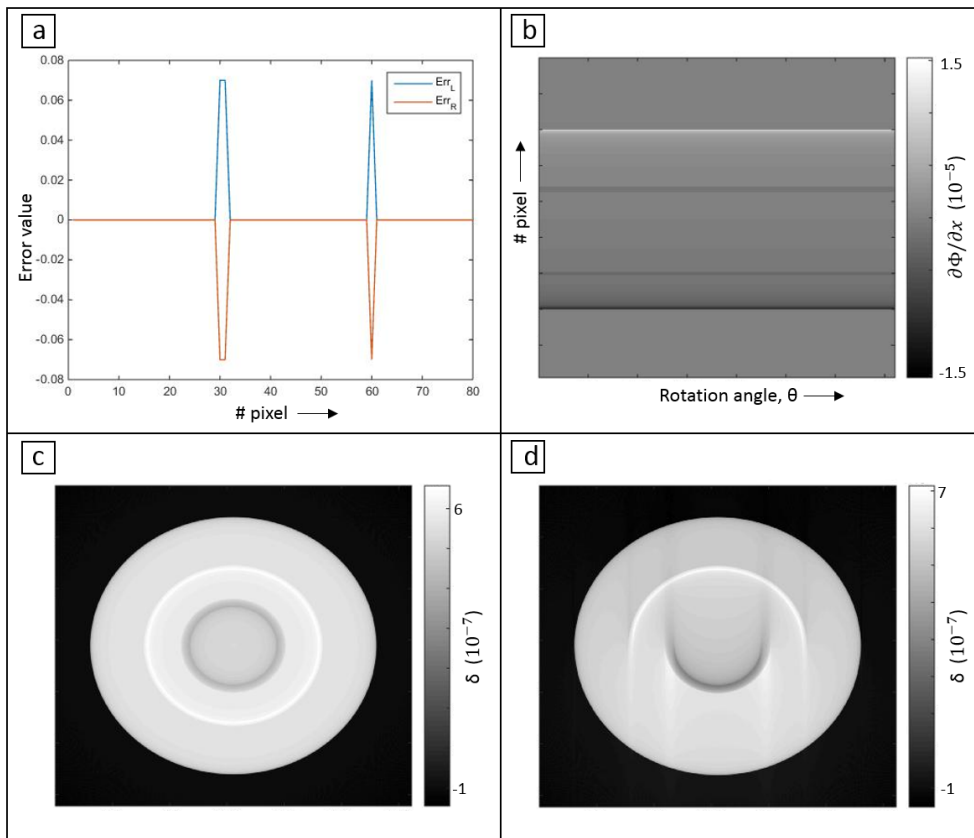 a
0.08
0.06
0.04
0.02
0
-0.02
-0.04
-0.06
-0.08
Error value
Err_L
Err_R
0 10 20 30 40 50 60 70 80
# pixel
b
# pixel
Rotation angle, θ
1.5
-1.5
∂Φ/∂x (10⁻⁵)
c
6
-1
δ (10⁻⁷)
d
7
-1
δ (10⁻⁷)